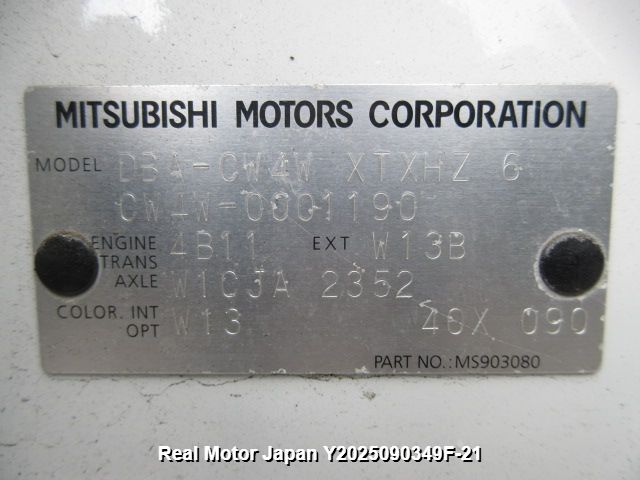 MITSUBISHI MOTORS CORPORATION
MODEL DBA-CW4W XTXHZ 6
CW4W-0001190
ENGINE 4B11 EXT W13B
TRANS
AXLE W1CJA 2352
COLOR. INT
OPT W13 46X 090
PART NO.: MS903080
Real Motor Japan Y2025090349F-21